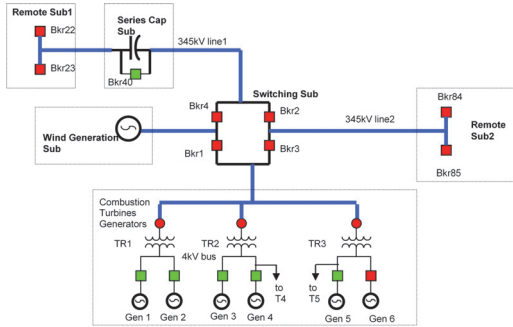 Remote Sub1
Bkr22
Bkr23
Series Cap
Sub
Bkr40
345kV line1
Switching Sub
Bkr4
Bkr2
Bkr1
Bkr3
Wind Generation
Sub
345kV line2
Bkr84
Remote
Sub2
Bkr85
Combustion
Turbines
Generators
TR1
TR2
TR3
4kV bus
to
T4
to
T5
Gen 1
Gen 2
Gen 3
Gen 4
Gen 5
Gen 6